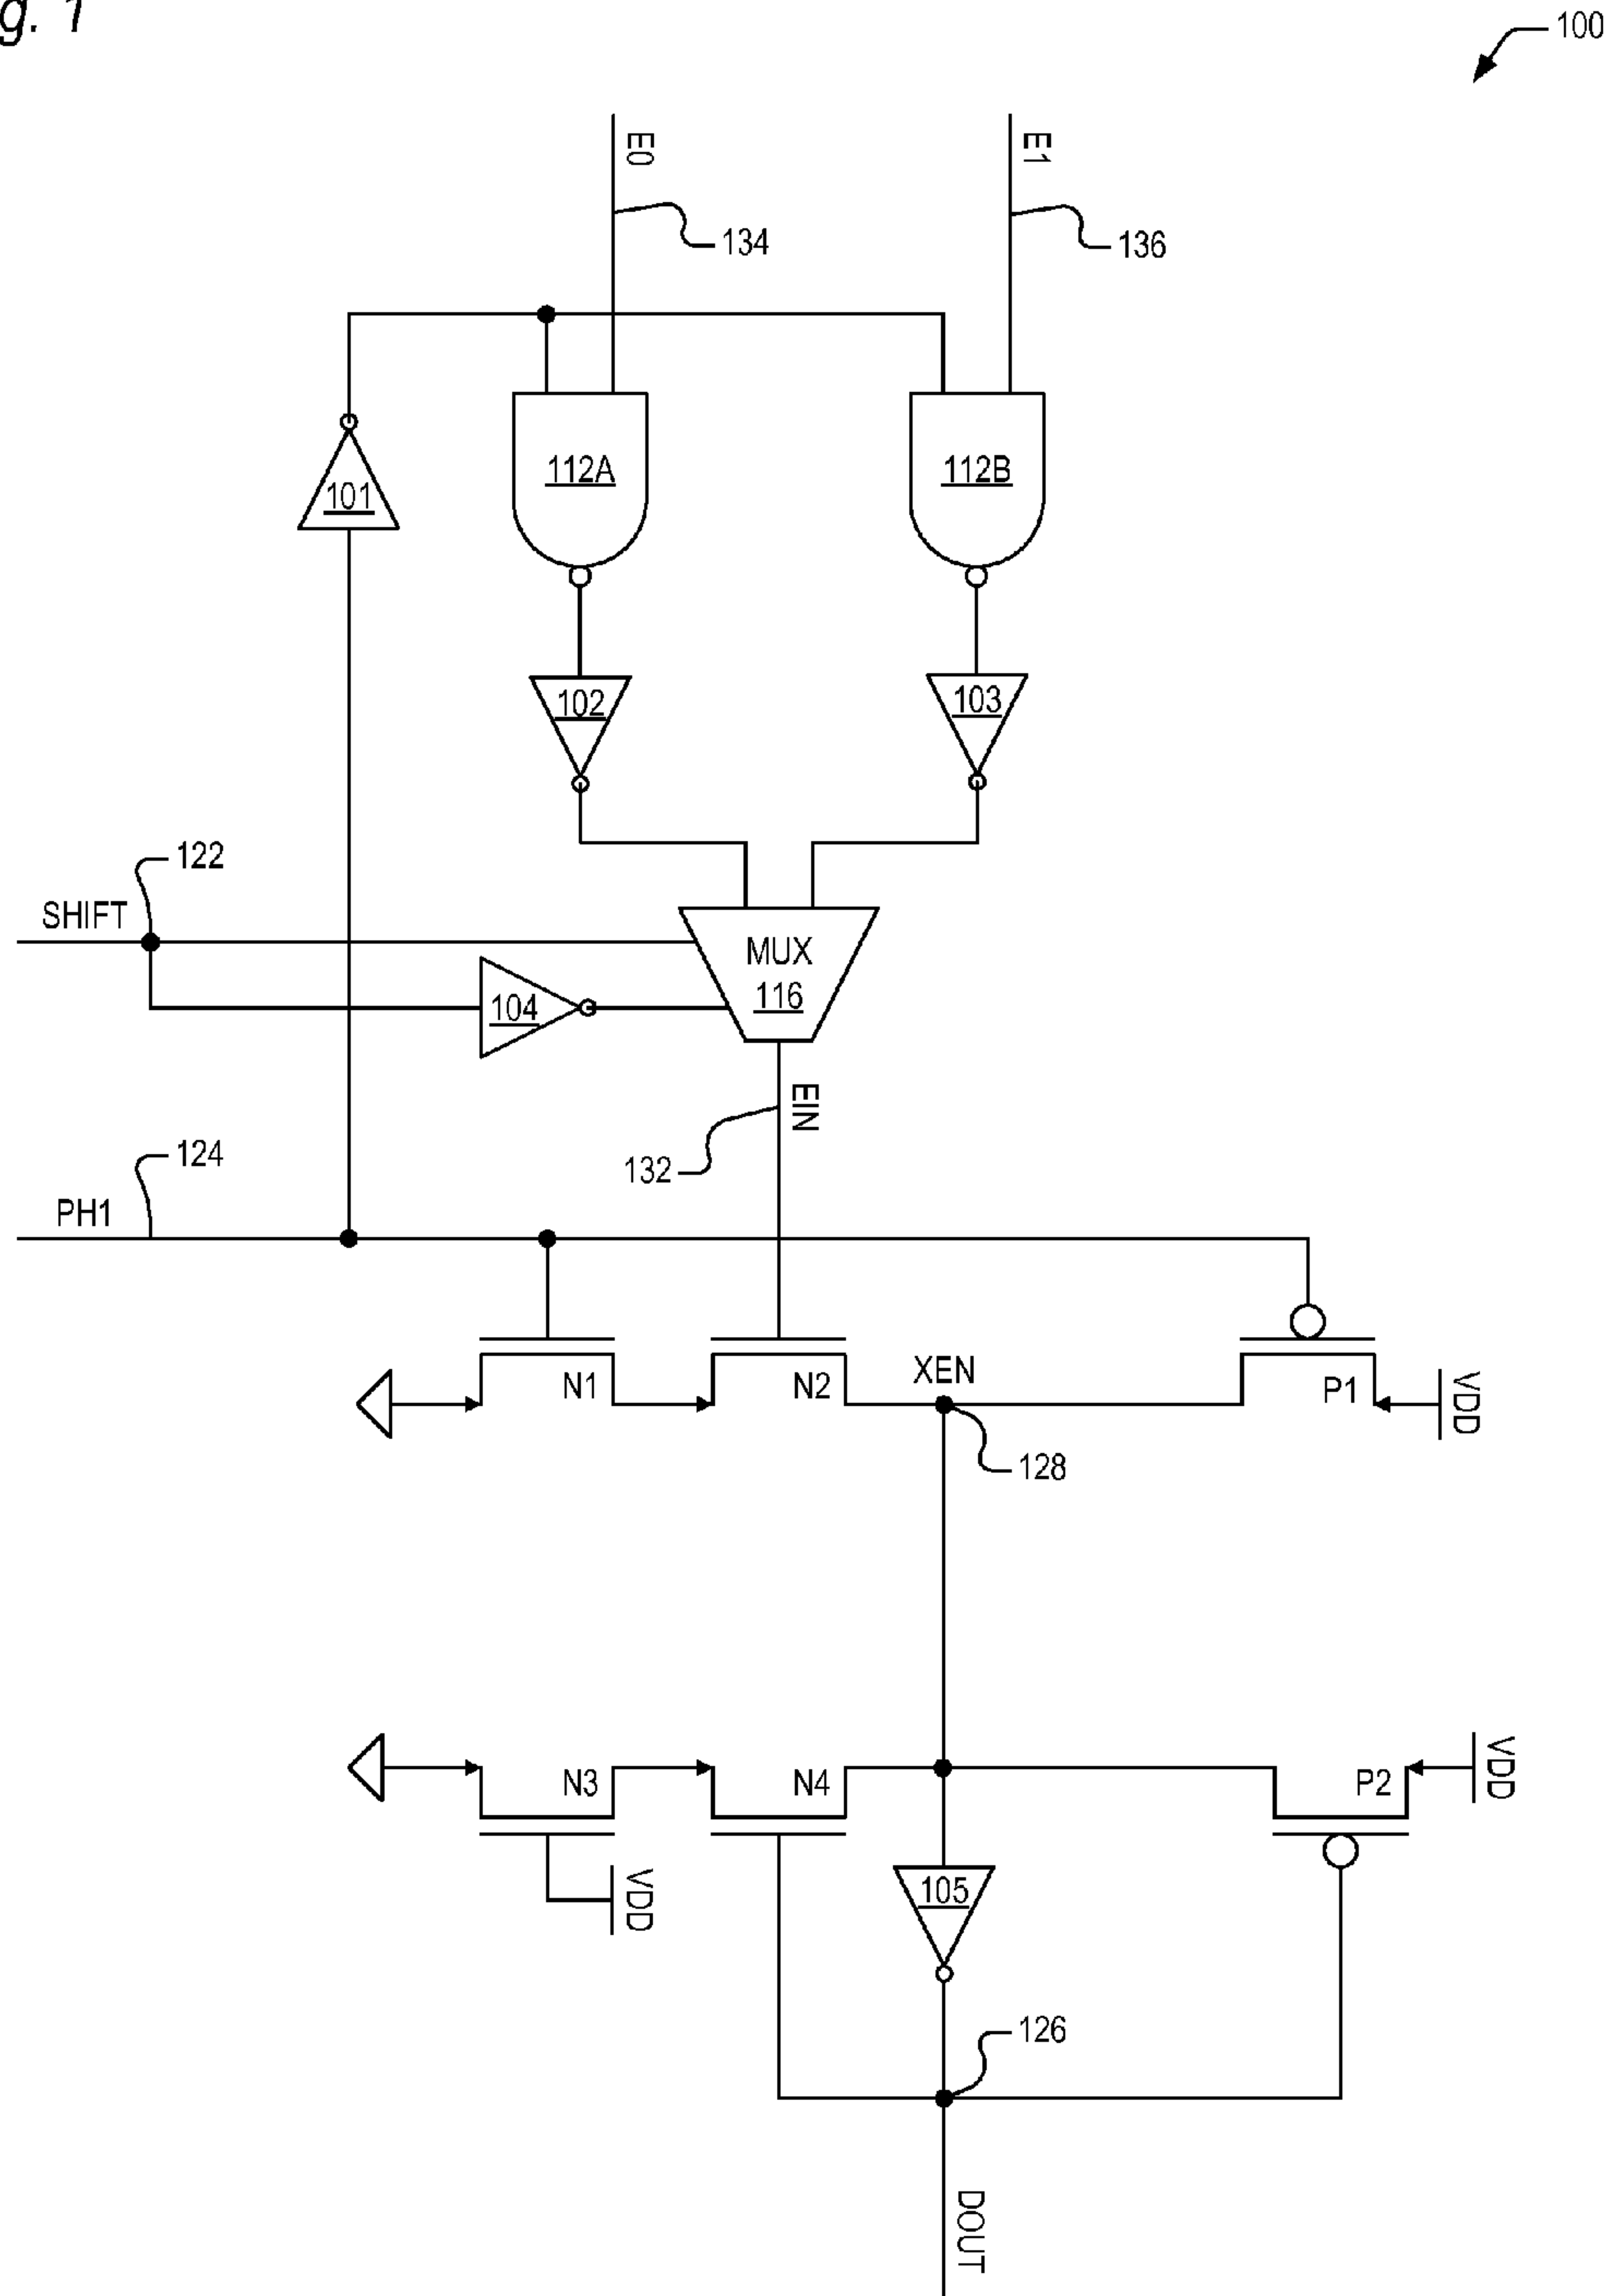 g. 1
100
E0
E1
134
136
112A
112B
101
102
103
122
SHIFT
MUX
116
104
EIN
124
132
PH1
XEN
N1
N2
P1
VDD
128
N3
N4
P2
VDD
VDD
105
126
DOUT